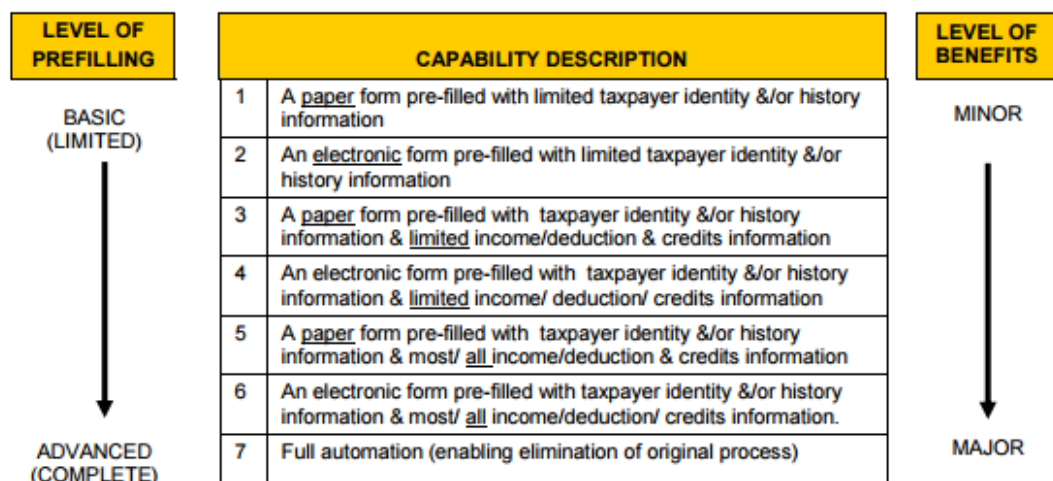 LEVEL OF
PREFILLING
CAPABILITY DESCRIPTION
LEVEL OF
BENEFITS
BASIC
(LIMITED)
MINOR
1 A paper form pre-filled with limited taxpayer identity &/or history
information
2 An electronic form pre-filled with limited taxpayer identity &/or
history information
3 A paper form pre-filled with taxpayer identity &/or history
information & limited income/deduction & credits information
4 An electronic form pre-filled with taxpayer identity &/or history
information & limited income/ deduction/ credits information
5 A paper form pre-filled with taxpayer identity &/or history
information & most/ all income/deduction & credits information
6 An electronic form pre-filled with taxpayer identity &/or history
information & most/ all income/deduction/ credits information.
7 Full automation (enabling elimination of original process)
ADVANCED
(COMPLETE)
MAJOR